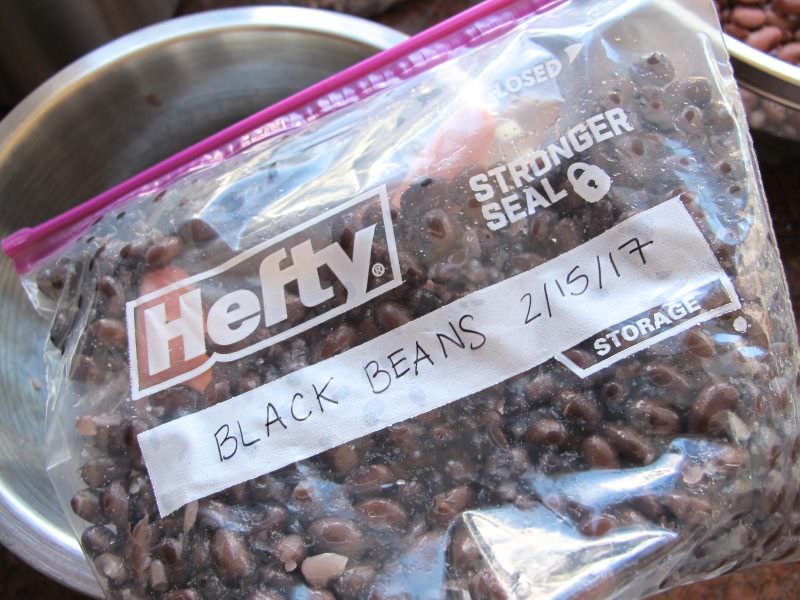 CLOSED
STRONGER
SEAL
Hefty®
BLACK BEANS 2/15/17
STORAGE